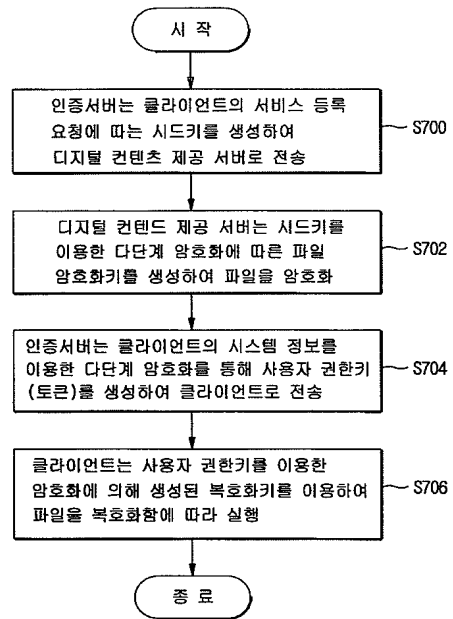 시 작
인증서버는 클라이언트의 서비스 등록
요청에 따는 시드키를 생성하여
디지털 컨텐츠 제공 서버로 전송
S700
디지털 컨텐드 제공 서버는 시드키를
이용한 다단계 암호화에 따른 파일
암호화키를 생성하여 파일을 암호화
S702
인증서버는 클라이언트의 시스템 정보를
이용한 다단계 암호화를 통해 사용자 권한키
(토큰)를 생성하여 클라이언트로 전송
S704
클라이언트는 사용자 권한키를 이용한
암호화에 의해 생성된 복호화키를 이용하여
파일을 복호화함에 따라 실행
S706
종 료